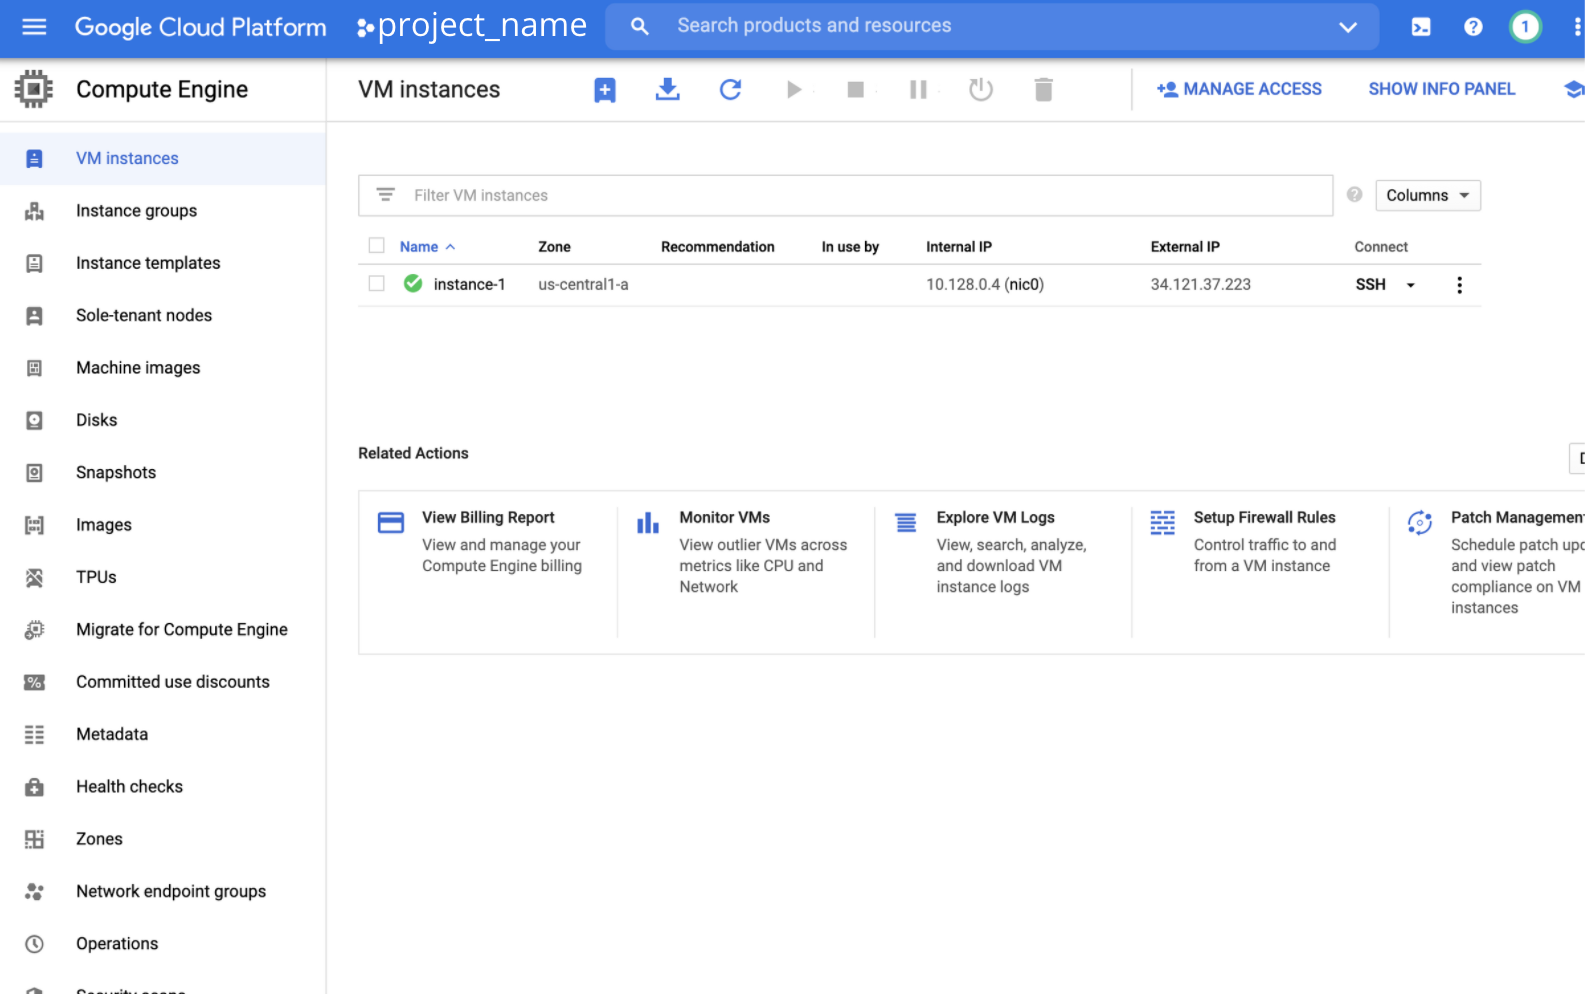 Google Cloud Platform
project_name
Search products and resources
1
Compute Engine
VM instances
MANAGE ACCESS
SHOW INFO PANEL
VM instances
Instance groups
Instance templates
Sole-tenant nodes
Machine images
Disks
Snapshots
Images
TPUs
Migrate for Compute Engine
Committed use discounts
Metadata
Health checks
Zones
Network endpoint groups
Operations
Filter VM instances
Columns
Name Zone Recommendation In use by Internal IP External IP Connect
instance-1 us-central1-a 10.128.0.4 (nic0) 34.121.37.223 SSH
Related Actions
View Billing Report
View and manage your
Compute Engine billing
Monitor VMs
View outlier VMs across
metrics like CPU and
Network
Explore VM Logs
View, search, analyze,
and download VM
instance logs
Setup Firewall Rules
Control traffic to and
from a VM instance
Patch
Schedule patch
and view patch
compliance on VM
instances